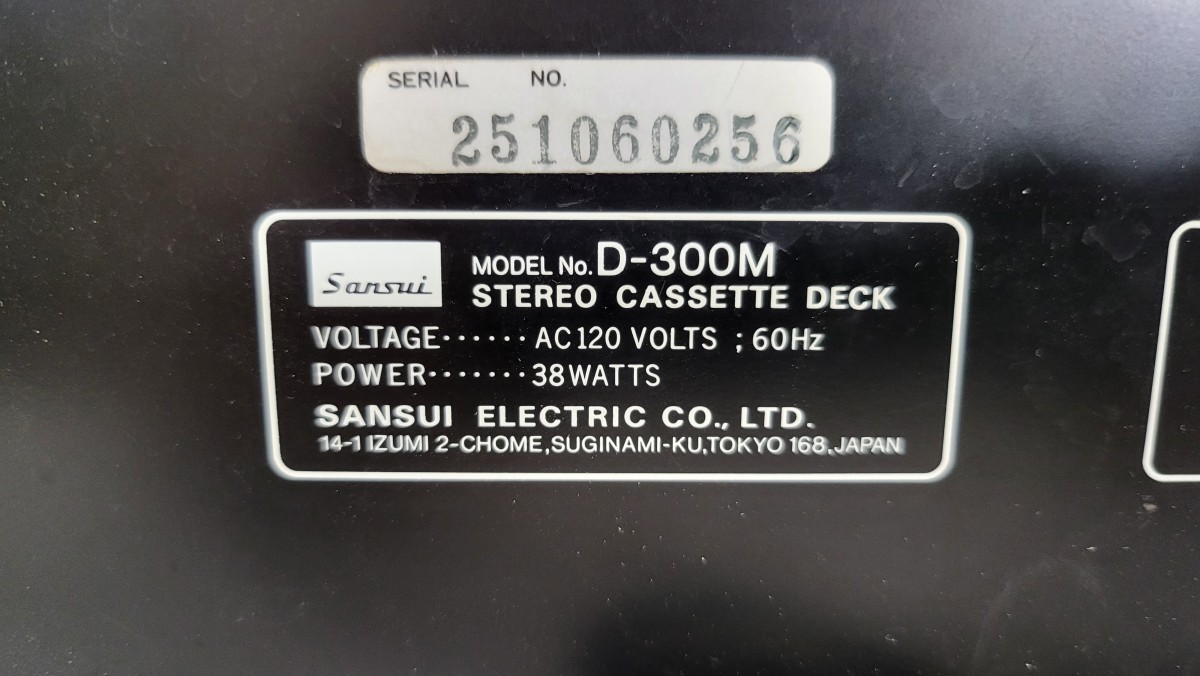 SERIAL NO.
251060256
Sansui
MODEL No. D-300M
STEREO CASSETTE DECK
VOLTAGE······AC120 VOLTS ; 60Hz
POWER·······38WATTS
SANSUI ELECTRIC CO., LTD.
14-1 IZUMI 2-CHOME, SUGINAMI-KU, TOKYO 168, JAPAN